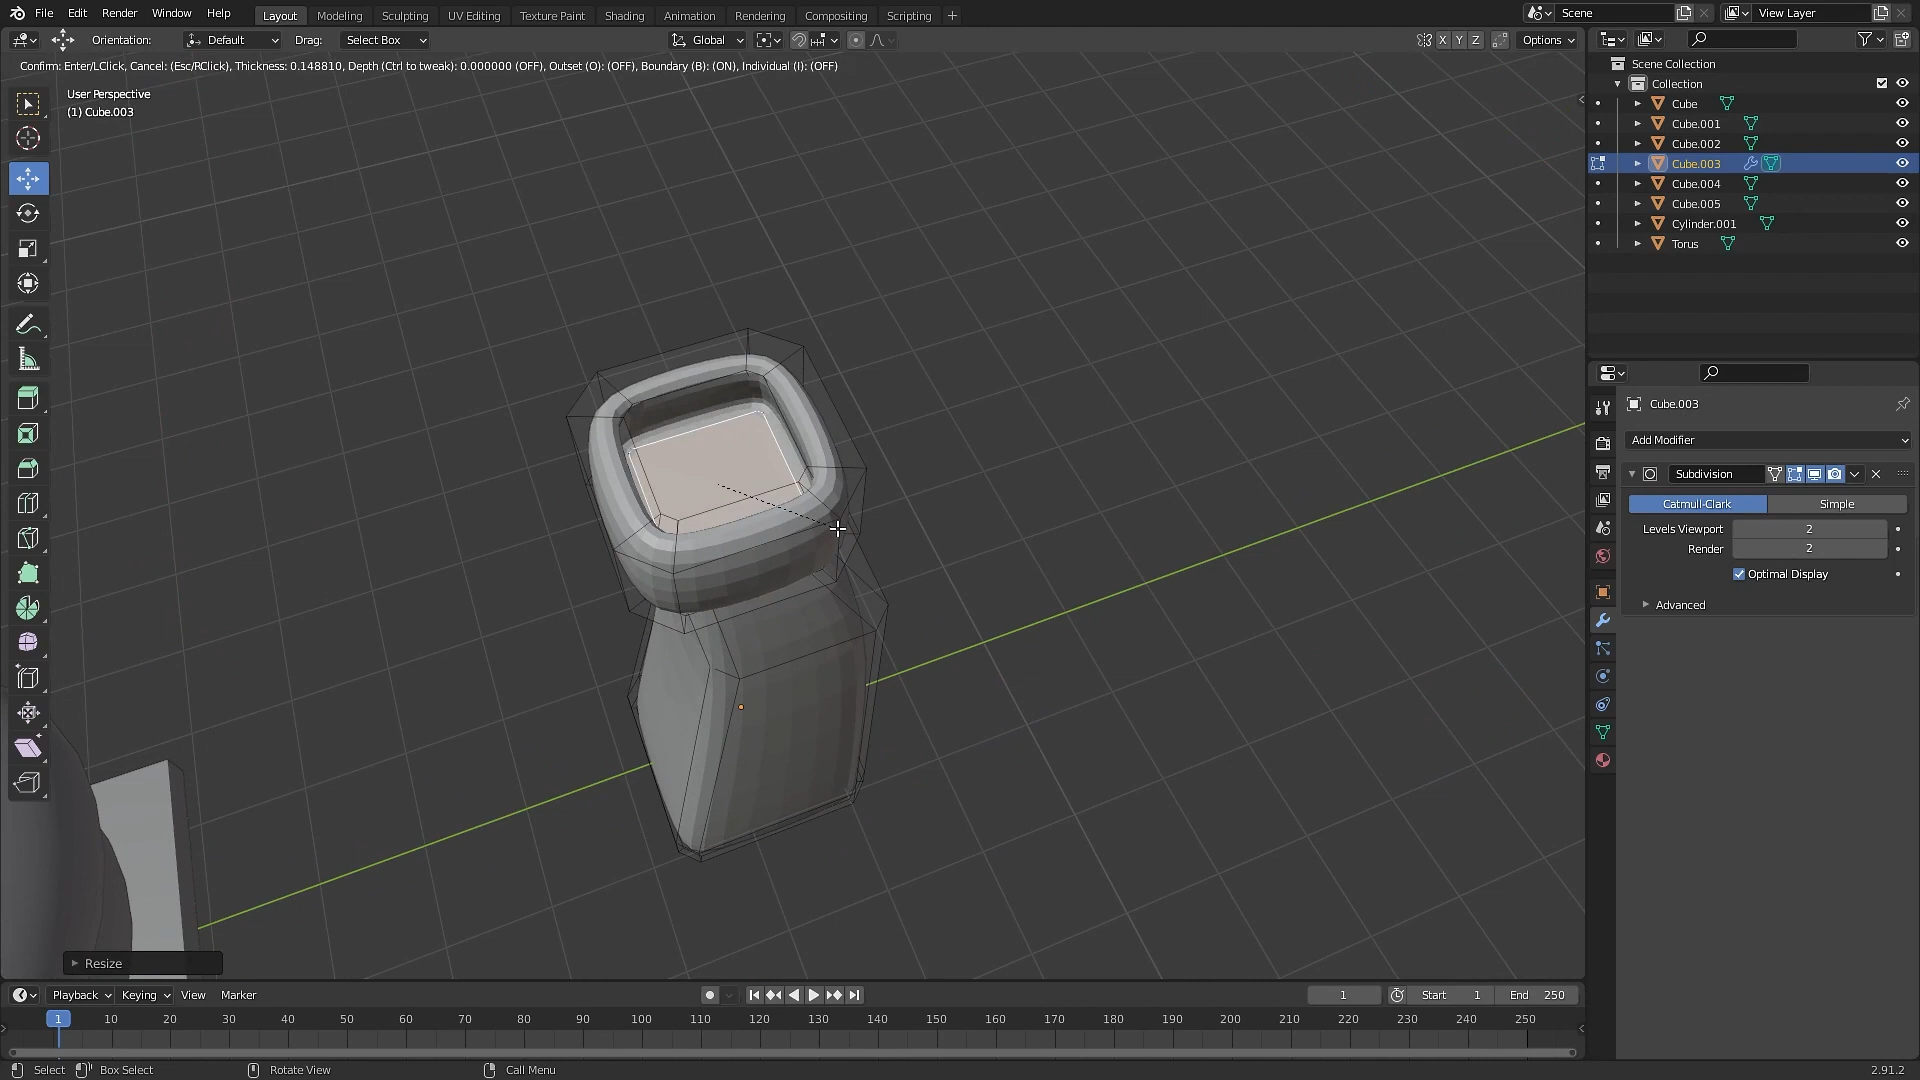 File Edit Render Window Help Layout Modeling Sculpting UV Editing Texture Paint Shading Animation Rendering Compositing Scripting + Scene View Layer
Orientation: Default Drag: Select Box Global X Y Z Options
Confirm: Enter/LClick, Cancel: (Esc/RClick), Thickness: 0.148810, Depth (Ctrl to tweak): 0.000000 (OFF), Outset (O): (OFF), Boundary (B): (ON), Individual (I): (OFF)
User Perspective
(1) Cube.003
Scene Collection
Collection
Cube
Cube.001
Cube.002
Cube.003
Cube.004
Cube.005
Cylinder.001
Torus
Cube.003
Add Modifier
Subdivision
Catmull-Clark Simple
Levels Viewport 2
Render 2
Optimal Display
Advanced
Resize
Playback Keying View Marker 1 Start 1 End 250
1 10 20 30 40 50 60 70 80 90 100 110 120 130 140 150 160 170 180 190 200 210 220 230 240 250
Select Box Select Rotate View Call Menu 2.91.2